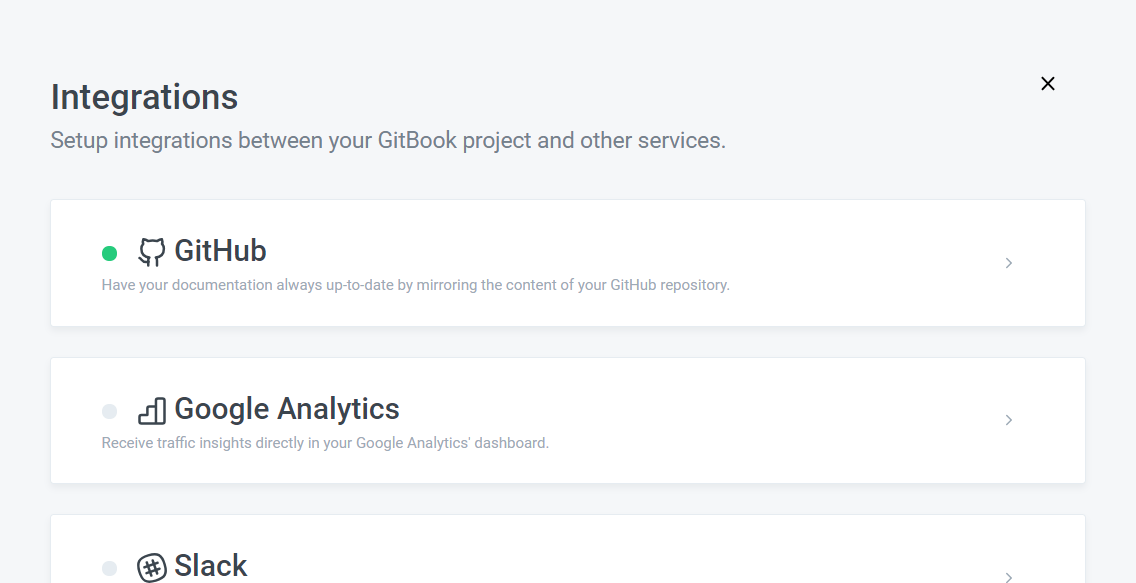 Integrations
Setup integrations between your GitBook project and other services.
GitHub
Have your documentation always up-to-date by mirroring the content of your GitHub repository.
Google Analytics
Receive traffic insights directly in your Google Analytics' dashboard.
Slack